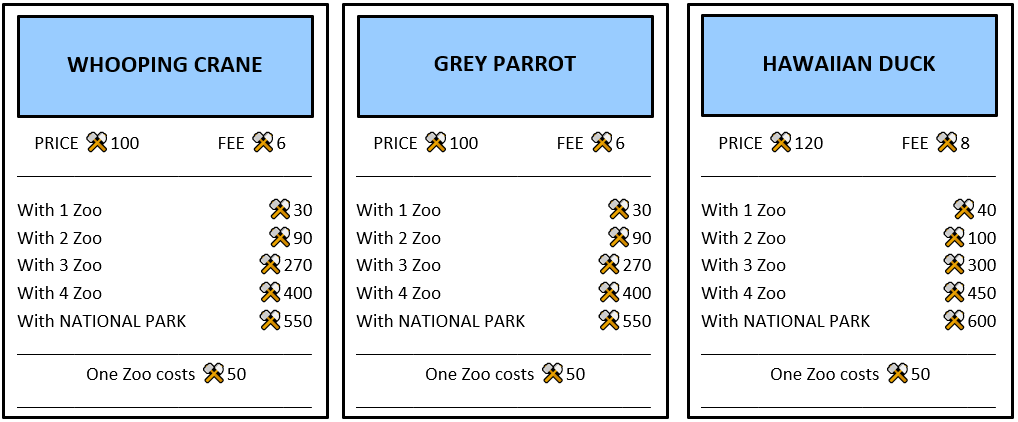 WHOOPING CRANE
PRICE 100 FEE 6
With 1 Zoo 30
With 2 Zoo 90
With 3 Zoo 270
With 4 Zoo 400
With NATIONAL PARK 550
One Zoo costs 50
GREY PARROT
PRICE 100 FEE 6
With 1 Zoo 30
With 2 Zoo 90
With 3 Zoo 270
With 4 Zoo 400
With NATIONAL PARK 550
One Zoo costs 50
HAWAIIAN DUCK
PRICE 120 FEE 8
With 1 Zoo 40
With 2 Zoo 100
With 3 Zoo 300
With 4 Zoo 450
With NATIONAL PARK 600
One Zoo costs 50